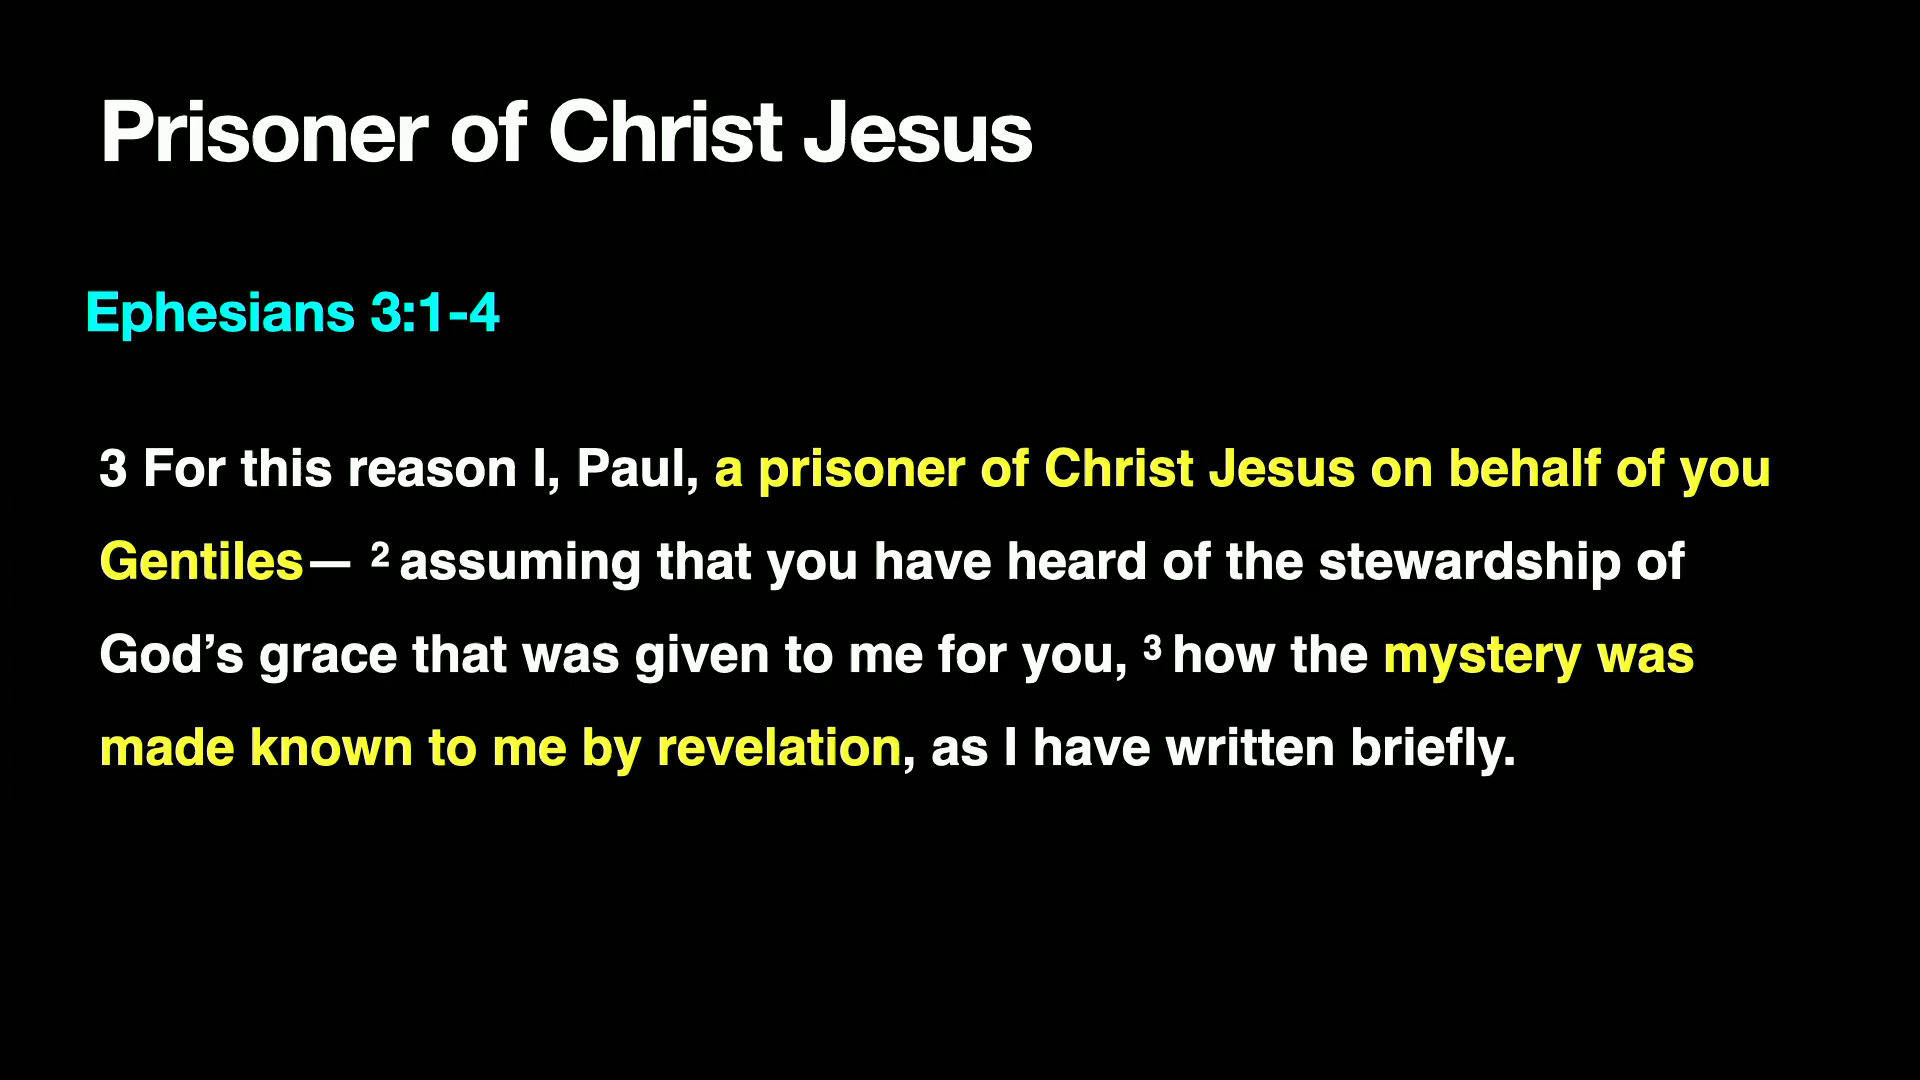 Prisoner of Christ Jesus
Ephesians 3:1-4
3 For this reason I, Paul, a prisoner of Christ Jesus on behalf of you
Gentiles— ² assuming that you have heard of the stewardship of
God’s grace that was given to me for you, ³ how the mystery was
made known to me by revelation, as I have written briefly.